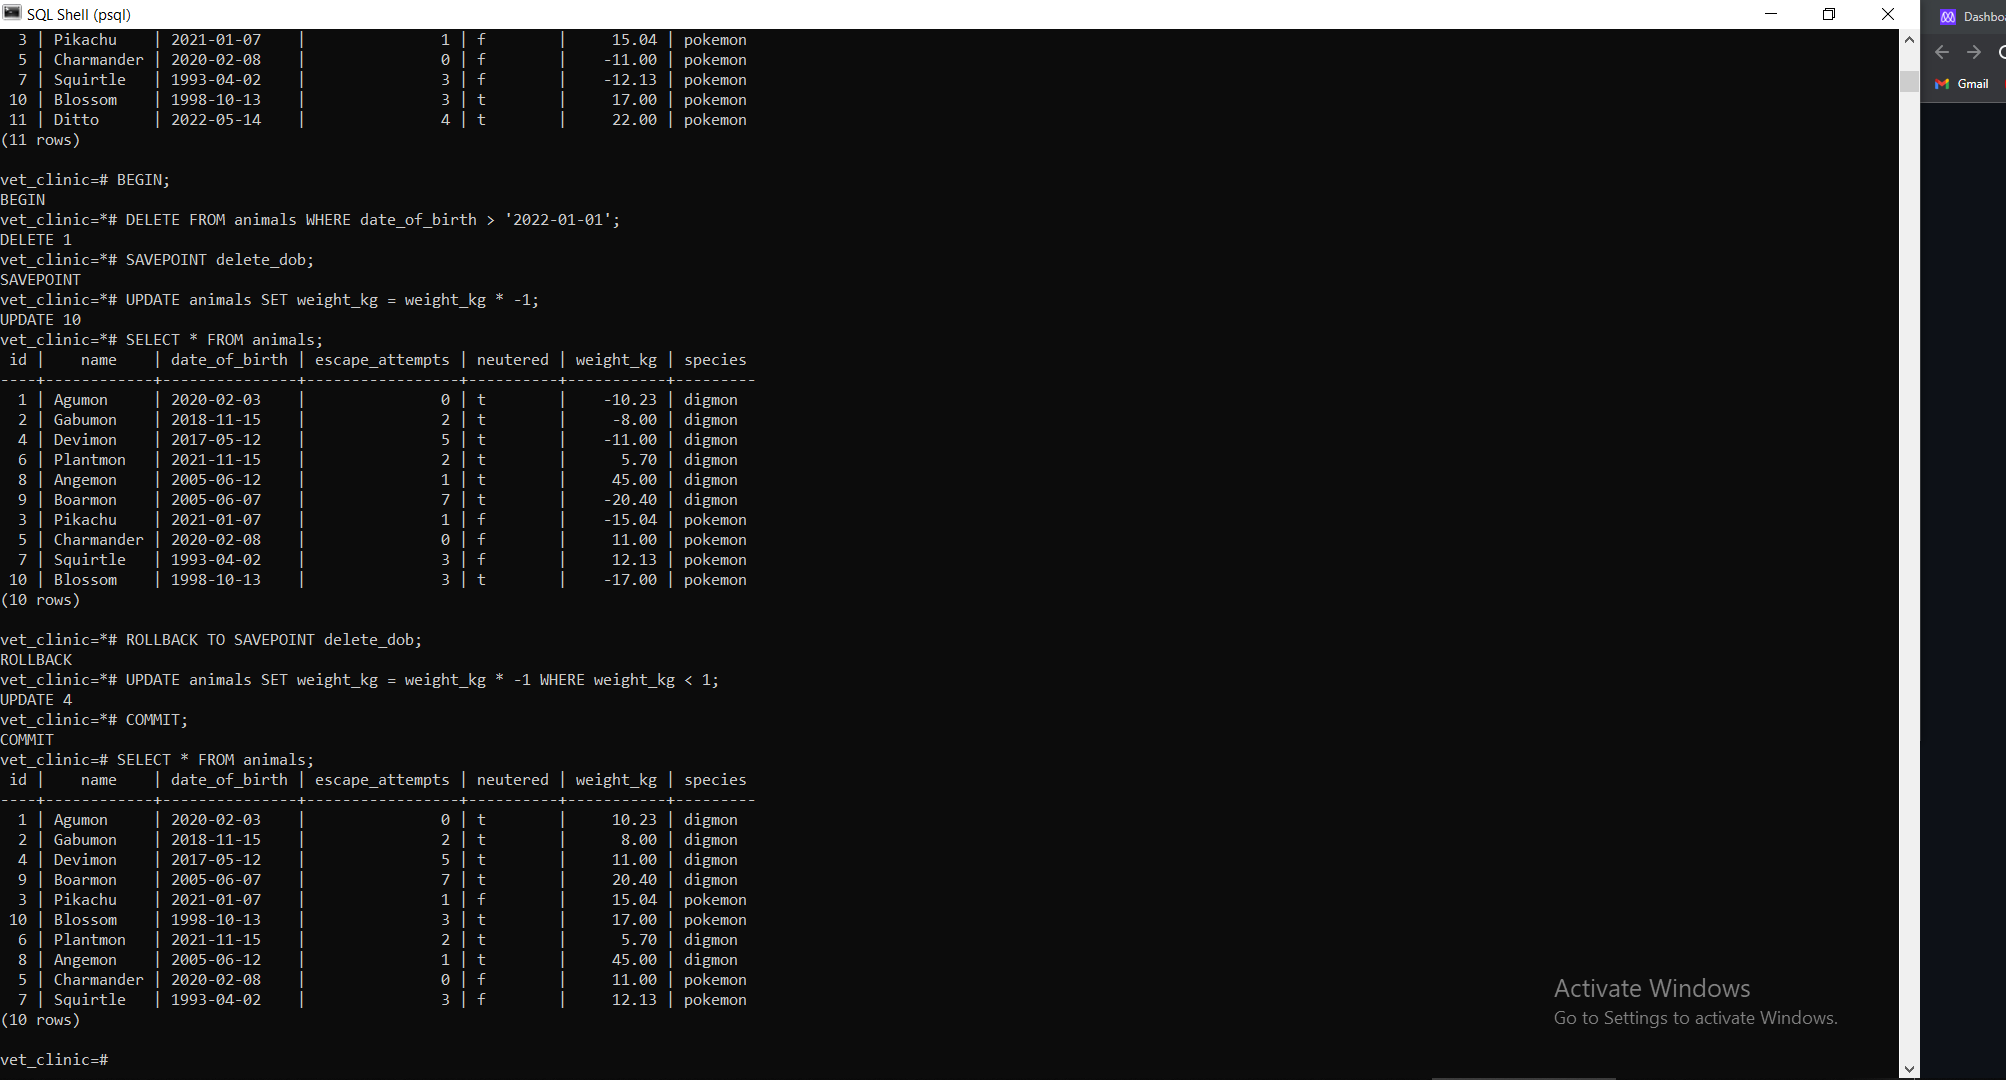 SQL Shell (psql)
Dashboa
Gmail
  3 | Pikachu    | 2021-01-07    |               1 | f        |     15.04 | pokemon
  5 | Charmander | 2020-02-08    |               0 | f        |    -11.00 | pokemon
  7 | Squirtle   | 1993-04-02    |               3 | f        |    -12.13 | pokemon
 10 | Blossom    | 1998-10-13    |               3 | t        |     17.00 | pokemon
 11 | Ditto      | 2022-05-14    |               4 | t        |     22.00 | pokemon
(11 rows)
vet_clinic=# BEGIN;
BEGIN
vet_clinic=*# DELETE FROM animals WHERE date_of_birth > '2022-01-01';
DELETE 1
vet_clinic=*# SAVEPOINT delete_dob;
SAVEPOINT
vet_clinic=*# UPDATE animals SET weight_kg = weight_kg * -1;
UPDATE 10
vet_clinic=*# SELECT * FROM animals;
 id |    name    | date_of_birth | escape_attempts | neutered | weight_kg | species
----+------------+---------------+-----------------+----------+-----------+---------
  1 | Agumon     | 2020-02-03    |               0 | t        |    -10.23 | digmon
  2 | Gabumon    | 2018-11-15    |               2 | t        |     -8.00 | digmon
  4 | Devimon    | 2017-05-12    |               5 | t        |    -11.00 | digmon
  6 | Plantmon   | 2021-11-15    |               2 | t        |      5.70 | digmon
  8 | Angemon    | 2005-06-12    |               1 | t        |     45.00 | digmon
  9 | Boarmon    | 2005-06-07    |               7 | t        |    -20.40 | digmon
  3 | Pikachu    | 2021-01-07    |               1 | f        |    -15.04 | pokemon
  5 | Charmander | 2020-02-08    |               0 | f        |     11.00 | pokemon
  7 | Squirtle   | 1993-04-02    |               3 | f        |     12.13 | pokemon
 10 | Blossom    | 1998-10-13    |               3 | t        |    -17.00 | pokemon
(10 rows)
vet_clinic=*# ROLLBACK TO SAVEPOINT delete_dob;
ROLLBACK
vet_clinic=*# UPDATE animals SET weight_kg = weight_kg * -1 WHERE weight_kg < 1;
UPDATE 4
vet_clinic=*# COMMIT;
COMMIT
vet_clinic=# SELECT * FROM animals;
 id |    name    | date_of_birth | escape_attempts | neutered | weight_kg | species
----+------------+---------------+-----------------+----------+-----------+---------
  1 | Agumon     | 2020-02-03    |               0 | t        |     10.23 | digmon
  2 | Gabumon    | 2018-11-15    |               2 | t        |      8.00 | digmon
  4 | Devimon    | 2017-05-12    |               5 | t        |     11.00 | digmon
  9 | Boarmon    | 2005-06-07    |               7 | t        |     20.40 | digmon
  3 | Pikachu    | 2021-01-07    |               1 | f        |     15.04 | pokemon
 10 | Blossom    | 1998-10-13    |               3 | t        |     17.00 | pokemon
  6 | Plantmon   | 2021-11-15    |               2 | t        |      5.70 | digmon
  8 | Angemon    | 2005-06-12    |               1 | t        |     45.00 | digmon
  5 | Charmander | 2020-02-08    |               0 | f        |     11.00 | pokemon
  7 | Squirtle   | 1993-04-02    |               3 | f        |     12.13 | pokemon
(10 rows)
vet_clinic=#
Activate Windows
Go to Settings to activate Windows.